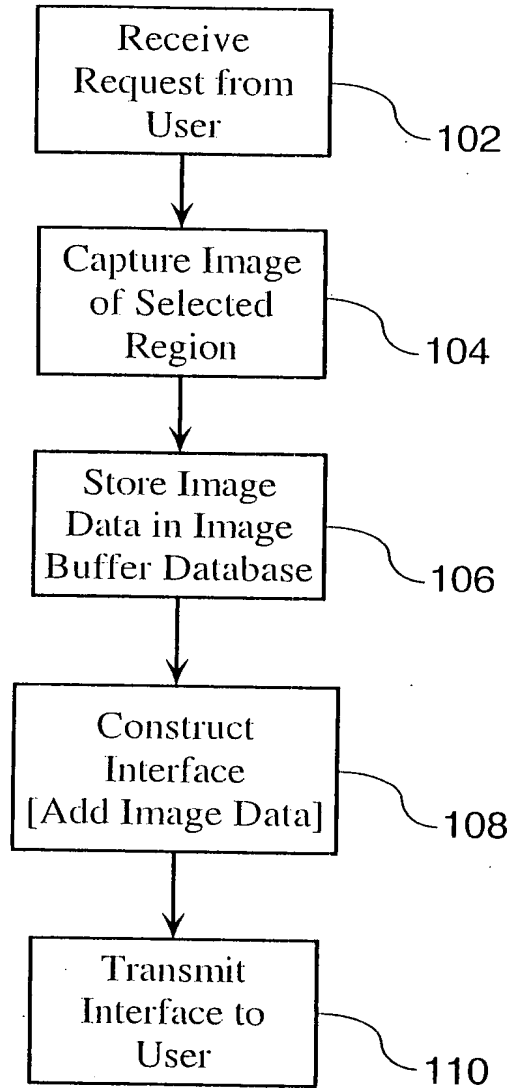 Receive
Request from
User
102
Capture Image
of Selected
Region
104
Store Image
Data in Image
Buffer Database
106
Construct
Interface
[Add Image Data]
108
Transmit
Interface to
User
110